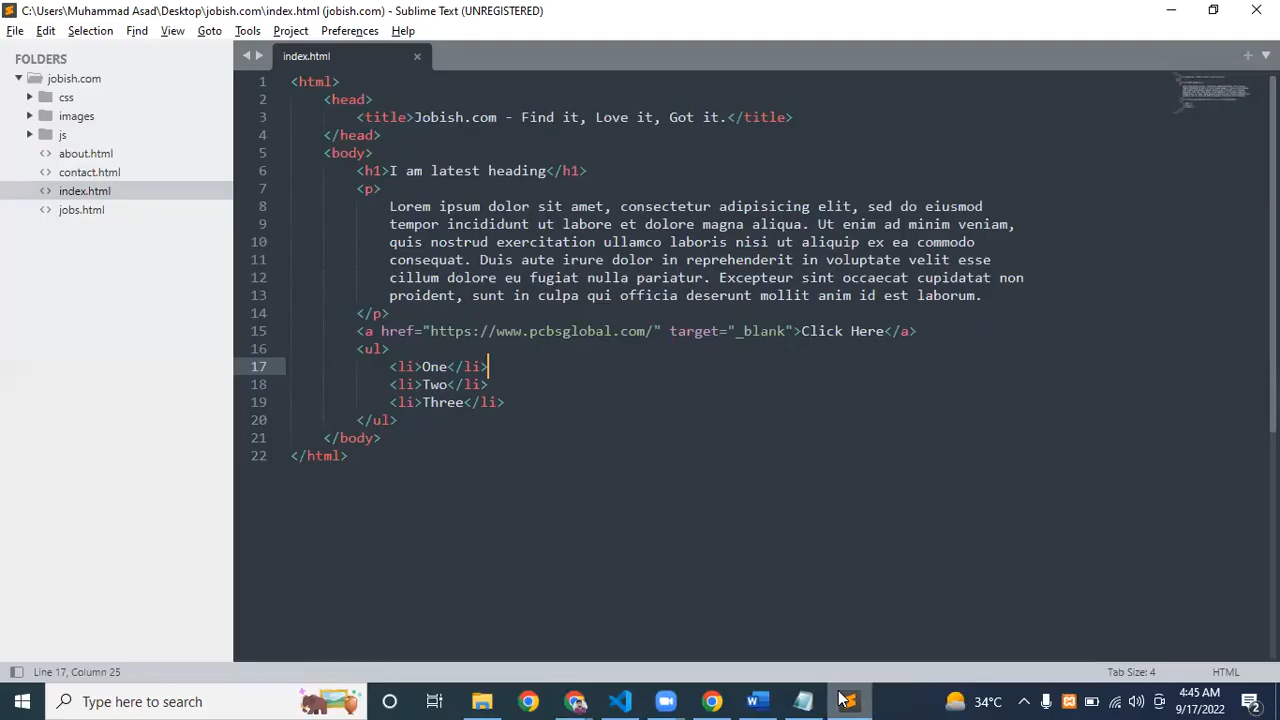 C:\Users\Muhammad Asad\Desktop\jobish.com\index.html (jobish.com) - Sublime Text (UNREGISTERED)
File Edit Selection Find View Goto Tools Project Preferences Help
FOLDERS
jobish.com
css
images
js
about.html
contact.html
index.html
jobs.html
index.html
1 <html>
2 <head>
3 <title>Jobish.com - Find it, Love it, Got it.</title>
4 </head>
5 <body>
6 <h1>I am latest heading</h1>
7 <p>
8 Lorem ipsum dolor sit amet, consectetur adipisicing elit, sed do eiusmod
9 tempor incididunt ut labore et dolore magna aliqua. Ut enim ad minim veniam,
10 quis nostrud exercitation ullamco laboris nisi ut aliquip ex ea commodo
11 consequat. Duis aute irure dolor in reprehenderit in voluptate velit esse
12 cillum dolore eu fugiat nulla pariatur. Excepteur sint occaecat cupidatat non
13 proident, sunt in culpa qui officia deserunt mollit anim id est laborum.
14 </p>
15 <a href="https://www.pcbsglobal.com/" target="_blank">Click Here</a>
16 <ul>
17 <li>One</li>
18 <li>Two</li>
19 <li>Three</li>
20 </ul>
21 </body>
22 </html>
Line 17, Column 25
Tab Size: 4
HTML
Type here to search
34°C
4:45 AM
9/17/2022
2